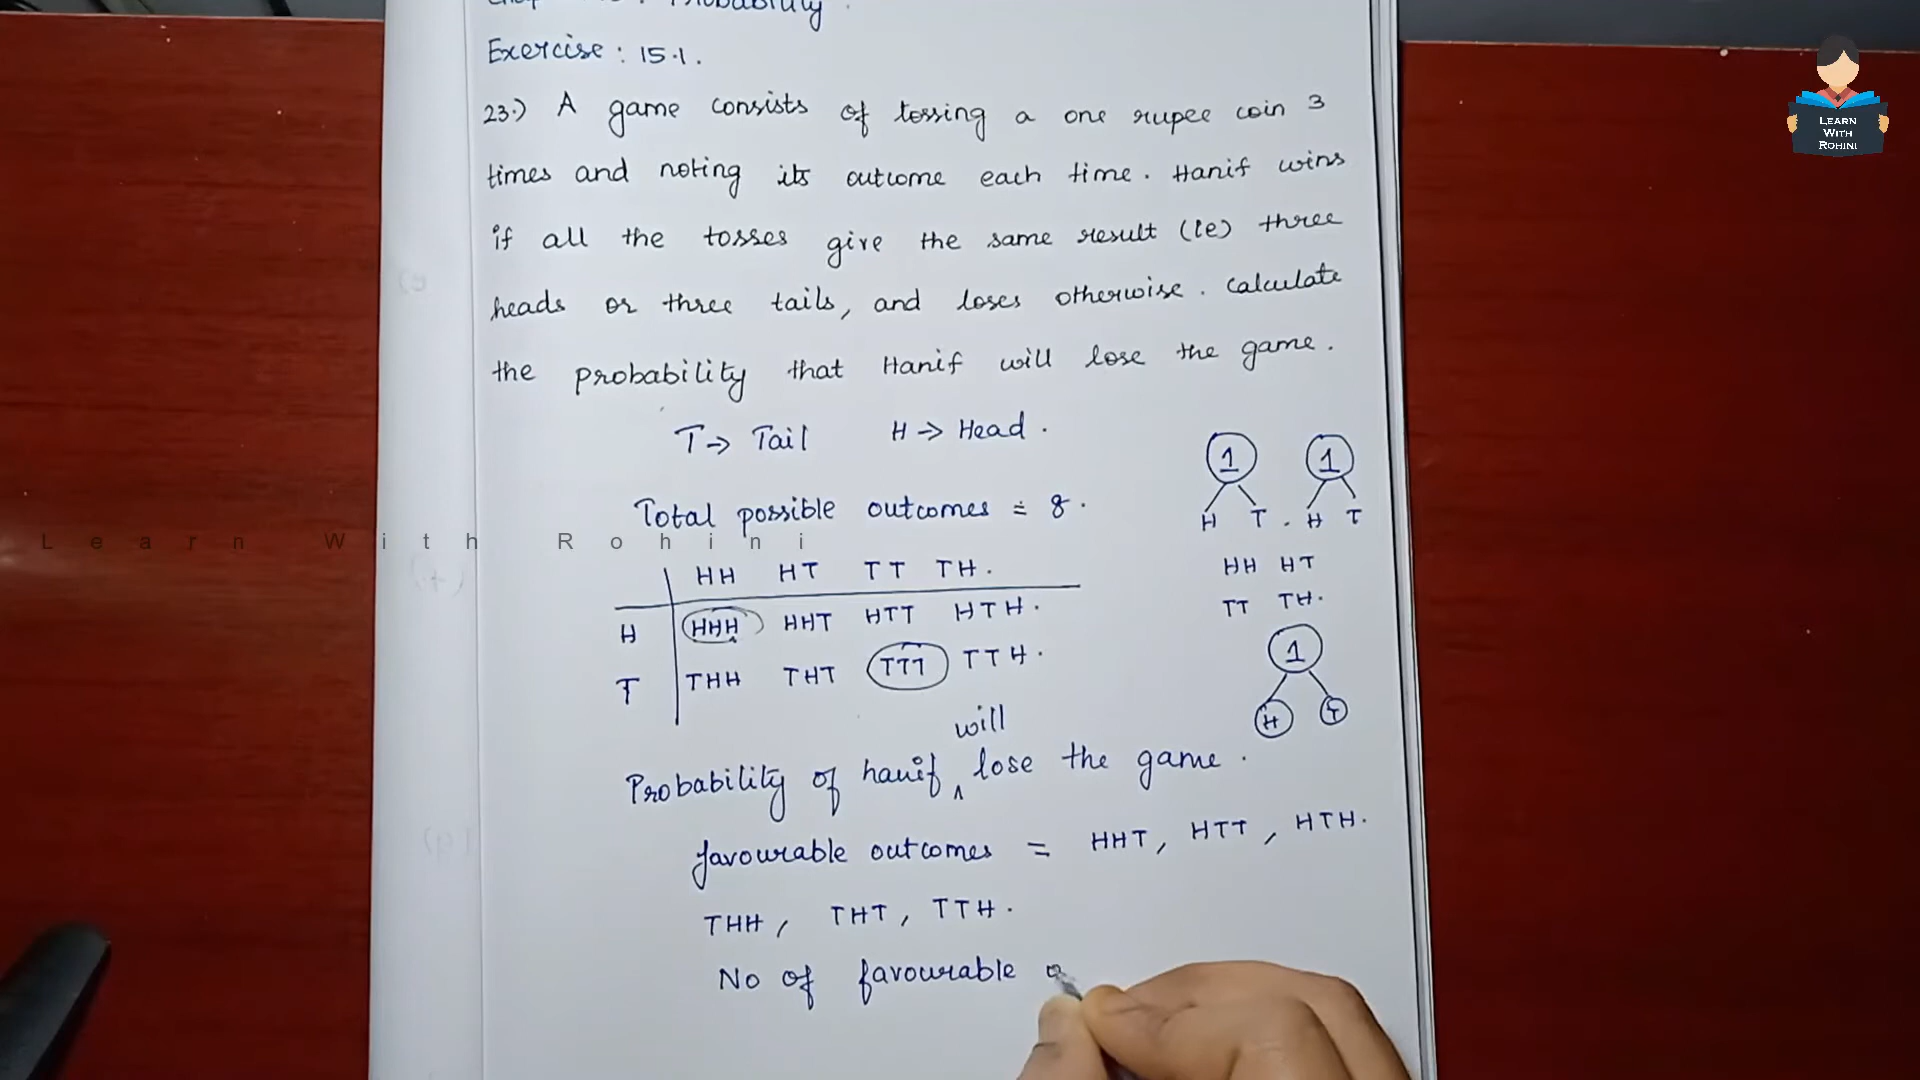 : Probability.
Exercise : 15.1.
23.) A game consists of tossing a one rupee coin 3
times and noting its outcome each time. Hanif wins
if all the tosses give the same result (ie) three
heads or three tails, and loses otherwise. Calculate
the probability that Hanif will lose the game.
T → Tail H → Head.
Total possible outcomes = 8.
HH HT TT TH.
H HHH HHT HTT HTH.
T THH THT TTT TTH.
1 1
H T . H T
HH HT
TT TH.
1
H T
will
Probability of hanif ^ lose the game.
favourable outcomes = HHT, HTT, HTH.
THH, THT, TTH.
No of favourable o
Learn With Rohini
LEARN
WITH
ROHINI